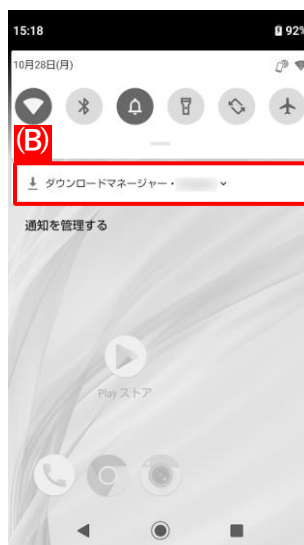 15:18 92%
10月28日(月)
(B)
ダウンロードマネージャー・
通知を管理する
Play ストア